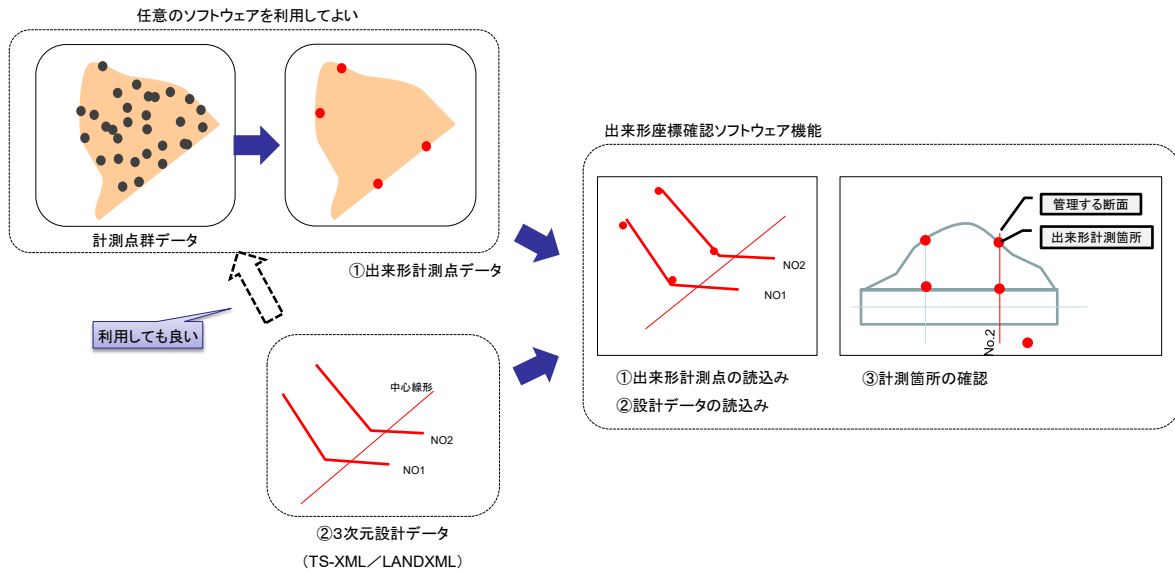 任意のソフトウェアを利用してよい
計測点群データ
①出来形計測点データ
利用しても良い
中心線形
NO2
NO1
②3次元設計データ
（TS-XML／LANDXML）
出来形座標確認ソフトウェア機能
NO2
NO1
管理する断面
出来形計測箇所
No.2
①出来形計測点の読込み
②設計データの読込み
③計測箇所の確認